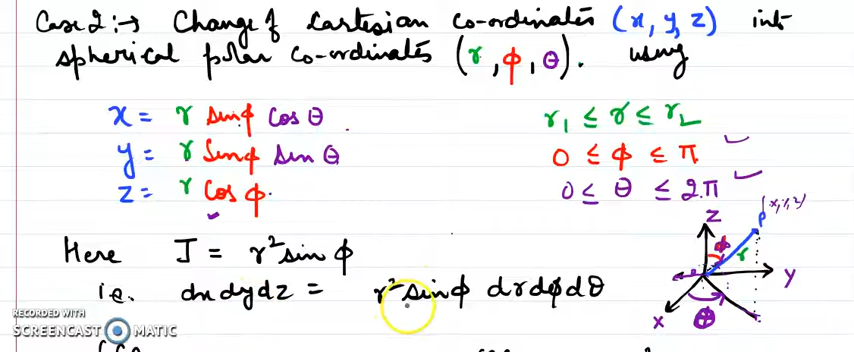 Case 2:→ Change of Cartesian co-ordinates (x, y, z) into
spherical polar co-ordinates (r, φ, θ). using
x = r sinφ cos θ. r₁ ≤ r ≤ r₂
y = r sinφ sin θ 0 ≤ φ ≤ π
z = r cos φ. 0 ≤ θ ≤ 2π
Z P(x,y,z)
φ r
Here J = r² sin φ
Y
i.e. dxdydz = r² sinφ drdφdθ
X θ
RECORDED WITH
SCREENCAST MATIC